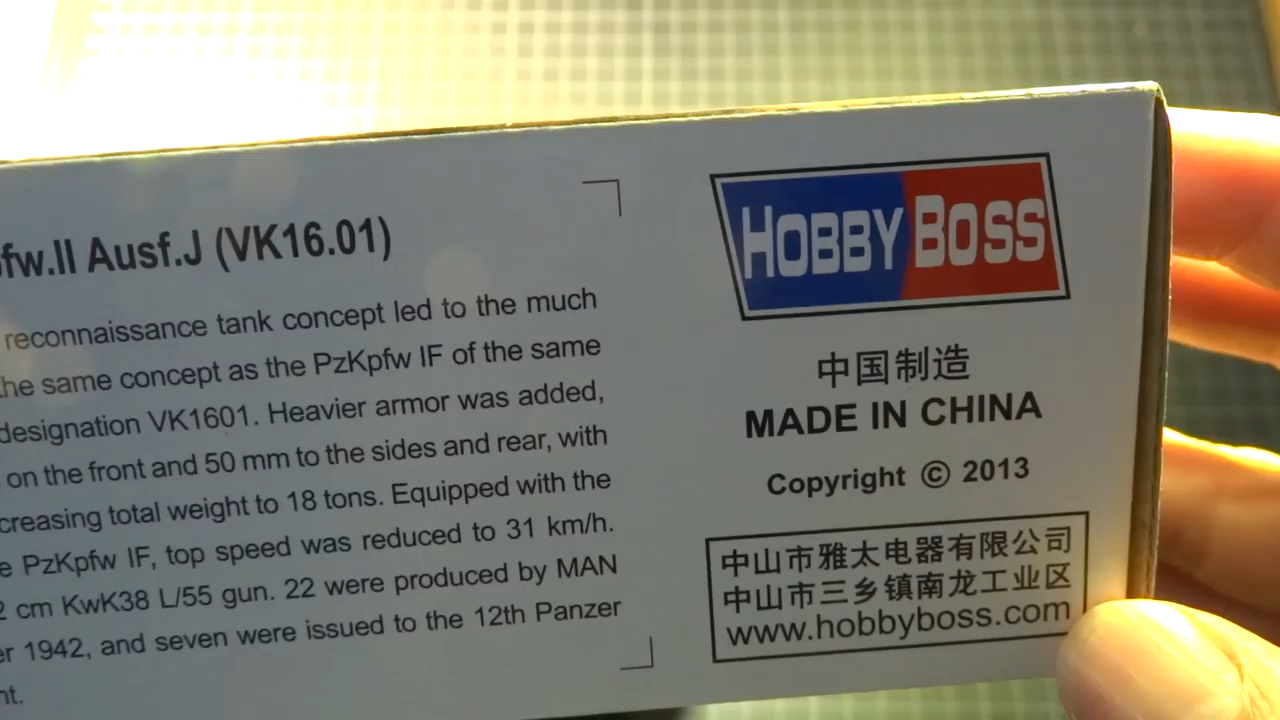 fw.II Ausf.J (VK16.01)
reconnaissance tank concept led to the much
the same concept as the PzKpfw IF of the same
designation VK1601. Heavier armor was added,
on the front and 50 mm to the sides and rear, with
creasing total weight to 18 tons. Equipped with the
e PzKpfw IF, top speed was reduced to 31 km/h.
2 cm KwK38 L/55 gun. 22 were produced by MAN
er 1942, and seven were issued to the 12th Panzer
nt.
HOBBY BOSS
中国制造
MADE IN CHINA
Copyright © 2013
中山市雅太电器有限公司
中山市三乡镇南龙工业区
www.hobbyboss.com